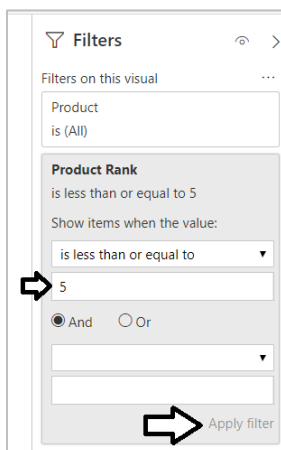 Filters
Filters on this visual
Product
is (All)
Product Rank
is less than or equal to 5
Show items when the value:
is less than or equal to
5
And Or
Apply filter